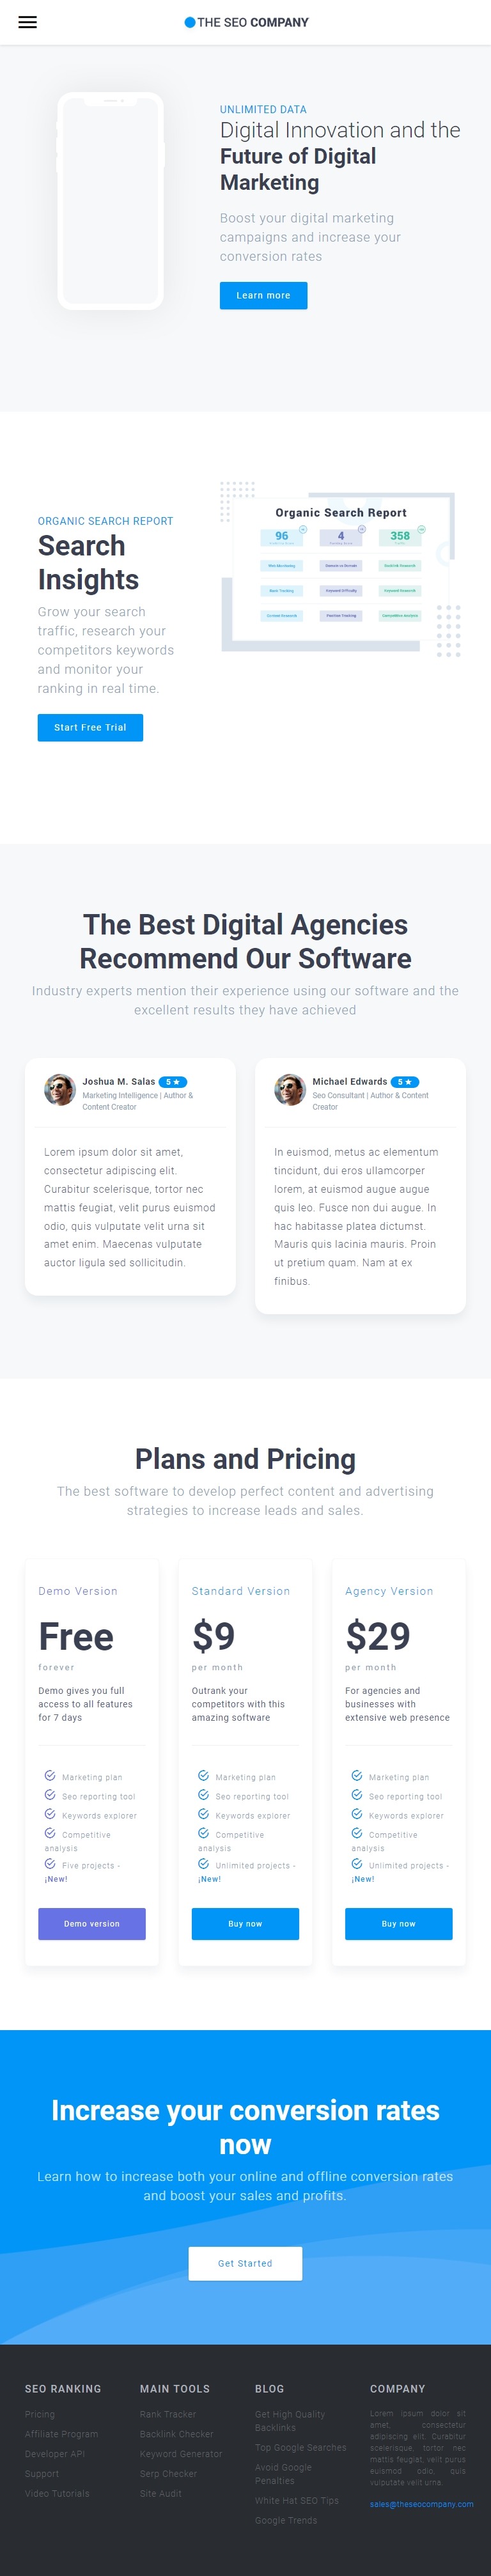 THE SEO COMPANY
UNLIMITED DATA
Digital Innovation and the
Future of Digital
Marketing
Boost your digital marketing
campaigns and increase your
conversion rates
Learn more
ORGANIC SEARCH REPORT
Search
Insights
Grow your search
traffic, research your
competitors keywords
and monitor your
ranking in real time.
Start Free Trial
Organic Search Report
96 4 358
Web Monitoring
Rank Tracking Keyword Difficulty Keyword Research
Content Research Position Tracking
The Best Digital Agencies
Recommend Our Software
Industry experts mention their experience using our software and the
excellent results they have achieved
Joshua M. Salas 5 ★
Marketing Intelligence | Author &
Content Creator
Lorem ipsum dolor sit amet,
consectetur adipiscing elit.
Curabitur scelerisque, tortor nec
mattis feugiat, velit purus euismod
odio, quis vulputate velit urna sit
amet enim. Maecenas vulputate
auctor ligula sed sollicitudin.
Michael Edwards 5 ★
Seo Consultant | Author & Content
Creator
In euismod, metus ac elementum
tincidunt, dui eros ullamcorper
lorem, at euismod augue augue
quis leo. Fusce non dui augue. In
hac habitasse platea dictumst.
Mauris quis lacinia mauris. Proin
ut pretium quam. Nam at ex
finibus.
Plans and Pricing
The best software to develop perfect content and advertising
strategies to increase leads and sales.
Demo Version
Free
forever
Demo gives you full
access to all features
for 7 days
Marketing plan
Seo reporting tool
Keywords explorer
Competitive
analysis
Five projects -
¡New!
Demo version
Standard Version
$9
per month
Outrank your
competitors with this
amazing software
Marketing plan
Seo reporting tool
Keywords explorer
Competitive
analysis
Unlimited projects -
¡New!
Buy now
Agency Version
$29
per month
For agencies and
businesses with
extensive web presence
Marketing plan
Seo reporting tool
Keywords explorer
Competitive
analysis
Unlimited projects -
¡New!
Buy now
Increase your conversion rates
now
Learn how to increase both your online and offline conversion rates
and boost your sales and profits.
Get Started
SEO RANKING
Pricing
Affiliate Program
Developer API
Support
Video Tutorials
MAIN TOOLS
Rank Tracker
Backlink Checker
Keyword Generator
Serp Checker
Site Audit
BLOG
Get High Quality
Backlinks
Top Google Searches
Avoid Google
Penalties
White Hat SEO Tips
Google Trends
COMPANY
Lorem ipsum dolor sit
amet, consectetur
adipiscing elit. Curabitur
scelerisque, tortor nec
mattis feugiat, velit purus
euismod odio, quis
vulputate velit urna.
sales@theseocompany.com